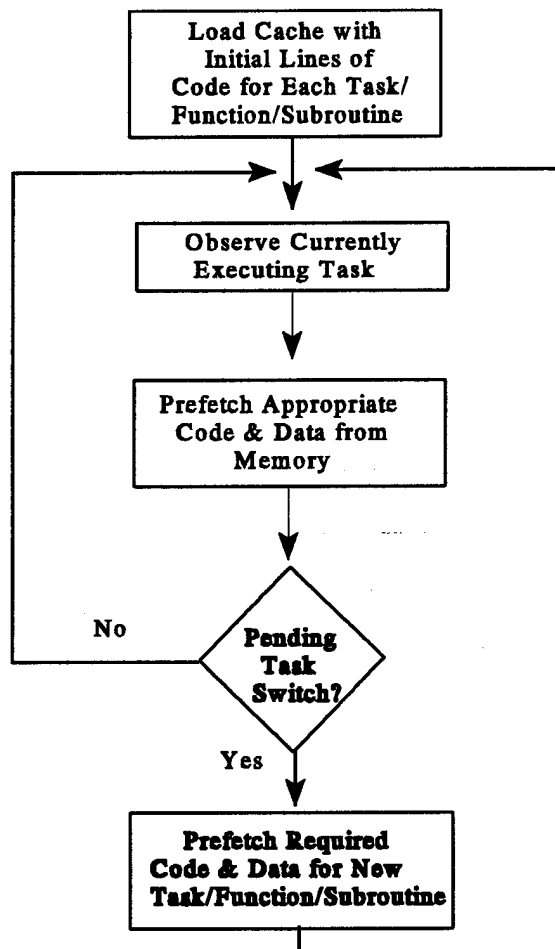 Load Cache with
Initial Lines of
Code for Each Task/
Function/Subroutine
Observe Currently
Executing Task
Prefetch Appropriate
Code & Data from
Memory
No
Pending
Task
Switch?
Yes
Prefetch Required
Code & Data for New
Task/Function/Subroutine